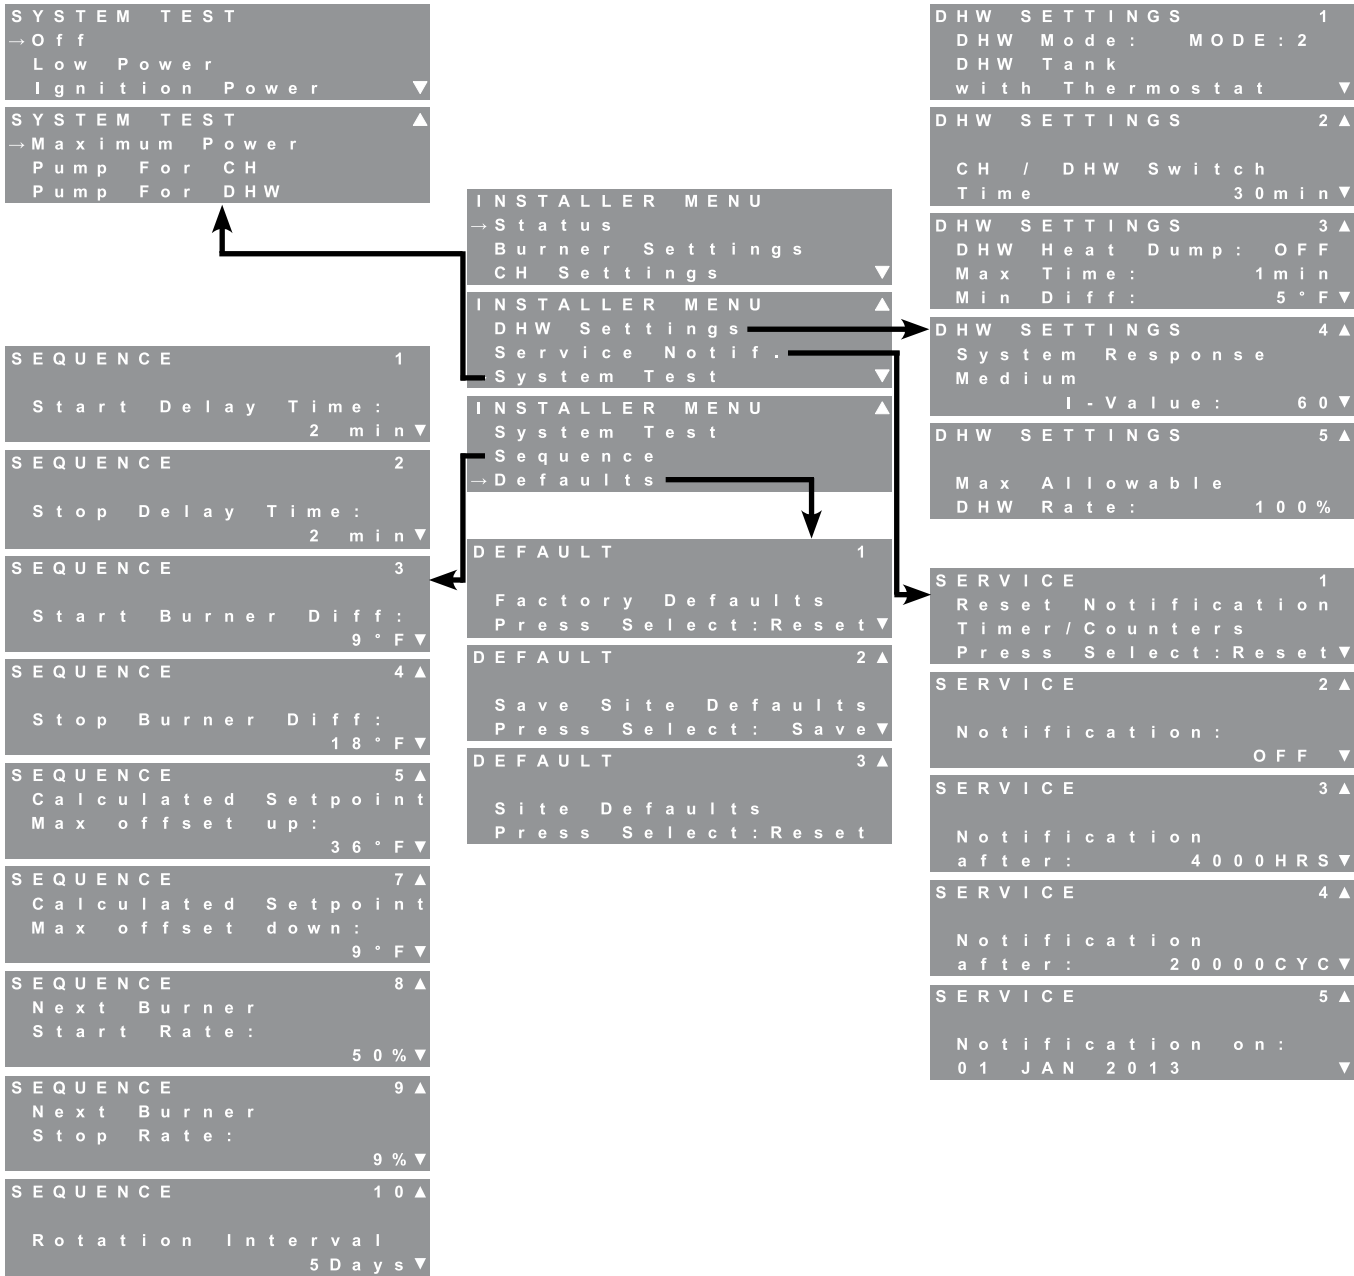 SYSTEM TEST
→Off
Low Power
Ignition Power ▼
SYSTEM TEST ▲
→Maximum Power
Pump For CH
Pump For DHW
SEQUENCE 1
Start Delay Time:
2 min▼
SEQUENCE 2
Stop Delay Time:
2 min▼
SEQUENCE 3
Start Burner Diff:
9°F▼
SEQUENCE 4▲
Stop Burner Diff:
18°F▼
SEQUENCE 5▲
Calculated Setpoint
Max offset up:
36°F▼
SEQUENCE 7▲
Calculated Setpoint
Max offset down:
9°F▼
SEQUENCE 8▲
Next Burner
Start Rate:
50%▼
SEQUENCE 9▲
Next Burner
Stop Rate:
9%▼
SEQUENCE 10▲
Rotation Interval
5Days▼
INSTALLER MENU
→Status
Burner Settings
CH Settings ▼
INSTALLER MENU ▲
DHW Settings
Service Notif.
System Test ▼
INSTALLER MENU ▲
System Test
Sequence
→Defaults
DEFAULT 1
Factory Defaults
Press Select:Reset▼
DEFAULT 2▲
Save Site Defaults
Press Select: Save▼
DEFAULT 3▲
Site Defaults
Press Select:Reset
DHW SETTINGS 1
DHW Mode: MODE:2
DHW Tank
with Thermostat ▼
DHW SETTINGS 2▲
CH / DHW Switch
Time 30min▼
DHW SETTINGS 3▲
DHW Heat Dump: OFF
Max Time: 1min
Min Diff: 5°F▼
DHW SETTINGS 4▲
System Response
Medium
I-Value: 60▼
DHW SETTINGS 5▲
Max Allowable
DHW Rate: 100%
SERVICE 1
Reset Notification
Timer/Counters
Press Select:Reset▼
SERVICE 2▲
Notification:
OFF ▼
SERVICE 3▲
Notification
after: 4000HRS▼
SERVICE 4▲
Notification
after: 20000CYC▼
SERVICE 5▲
Notification on:
01 JAN 2013 ▼